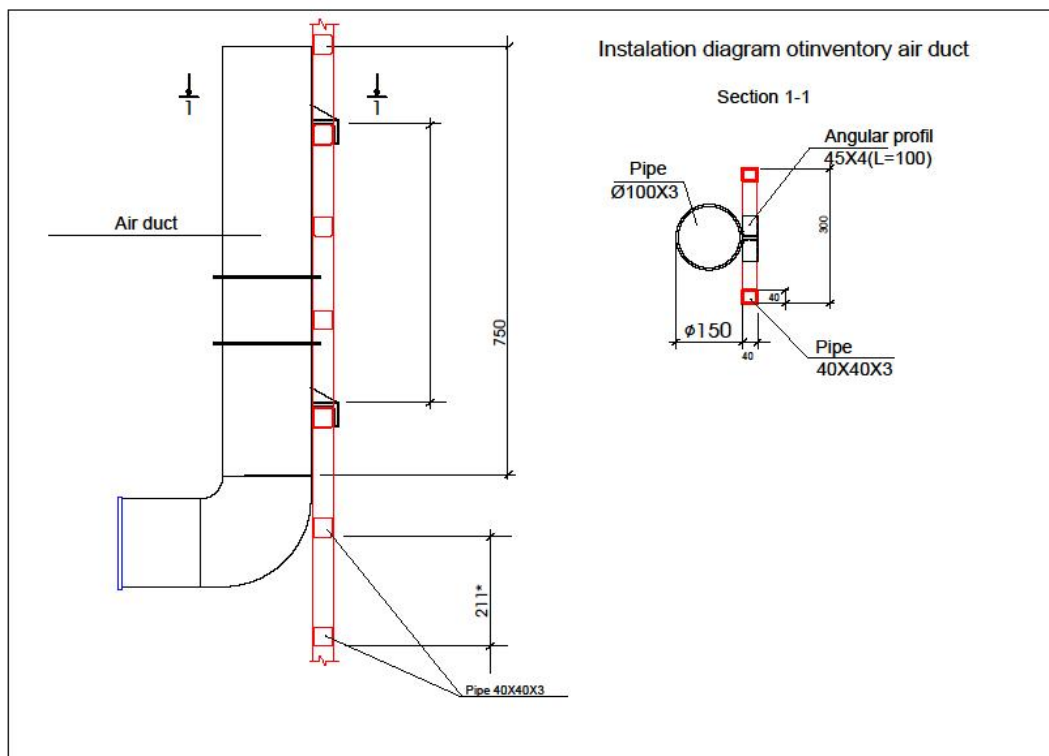 Instalation diagram otinventory air duct
Section 1-1
1
1
Air duct
750
211*
Pipe 40X40X3
Angular profil
45X4(L=100)
Pipe
Ø100X3
300
40
ϕ150
40
Pipe
40X40X3